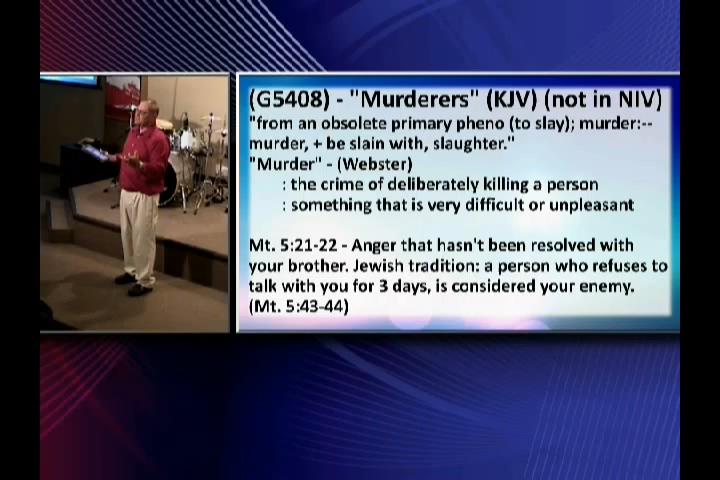 (G5408) - "Murderers" (KJV) (not in NIV)
"from an obsolete primary pheno (to slay); murder:--
murder, + be slain with, slaughter."
"Murder" - (Webster)
: the crime of deliberately killing a person
: something that is very difficult or unpleasant
Mt. 5:21-22 - Anger that hasn't been resolved with
your brother. Jewish tradition: a person who refuses to
talk with you for 3 days, is considered your enemy.
(Mt. 5:43-44)